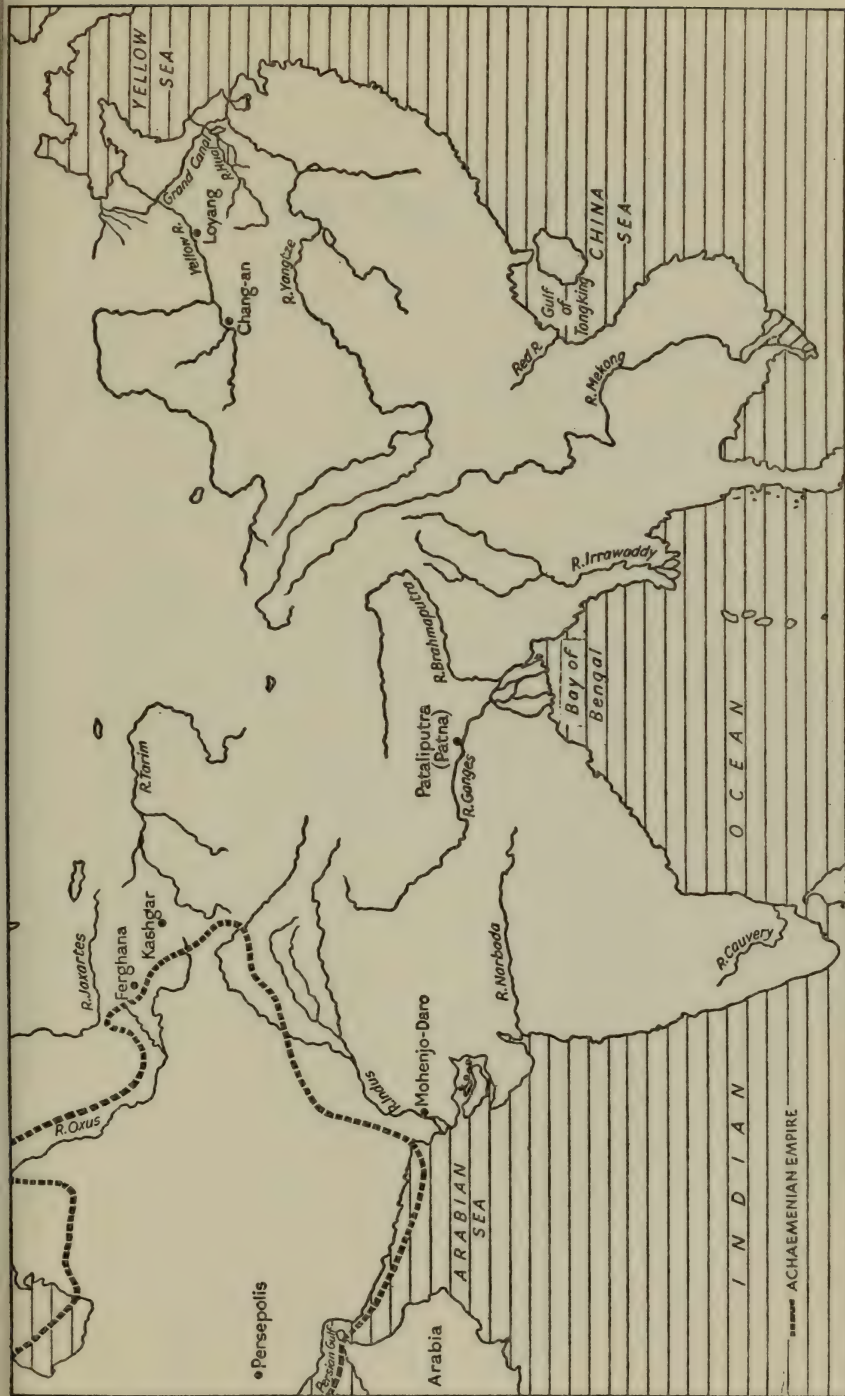 YELLOW
SEA
Grand Canal
R.Huai
Loyang
Yellow R.
Chang-an
R.Yangtze
CHINA
SEA
Gulf
of
Tongking
Red R.
R.Mekong
R.Irrawaddy
R.Brahmaputra
Bay of
Bengal
Pataliputra
(Patna)
R.Ganges
R.Tarim
Kashgar
Ferghana
R.Jaxartes
R.Oxus
R.Indus
Mohenjo-Daro
R.Narbada
R.Cauvery
ARABIAN
SEA
Persepolis
Persian Gulf
Arabia
INDIAN
OCEAN
ACHAEMENIAN EMPIRE